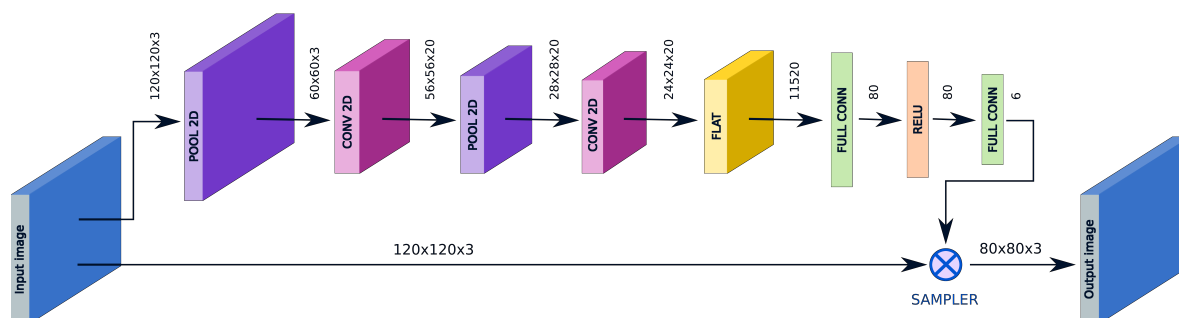 Input image
120x120x3
POOL 2D
60x60x3
CONV 2D
56x56x20
POOL 2D
28x28x20
CONV 2D
24x24x20
FLAT
11520
FULL CONN
80
RELU
80
FULL CONN
6
120x120x3
SAMPLER
80x80x3
Output image